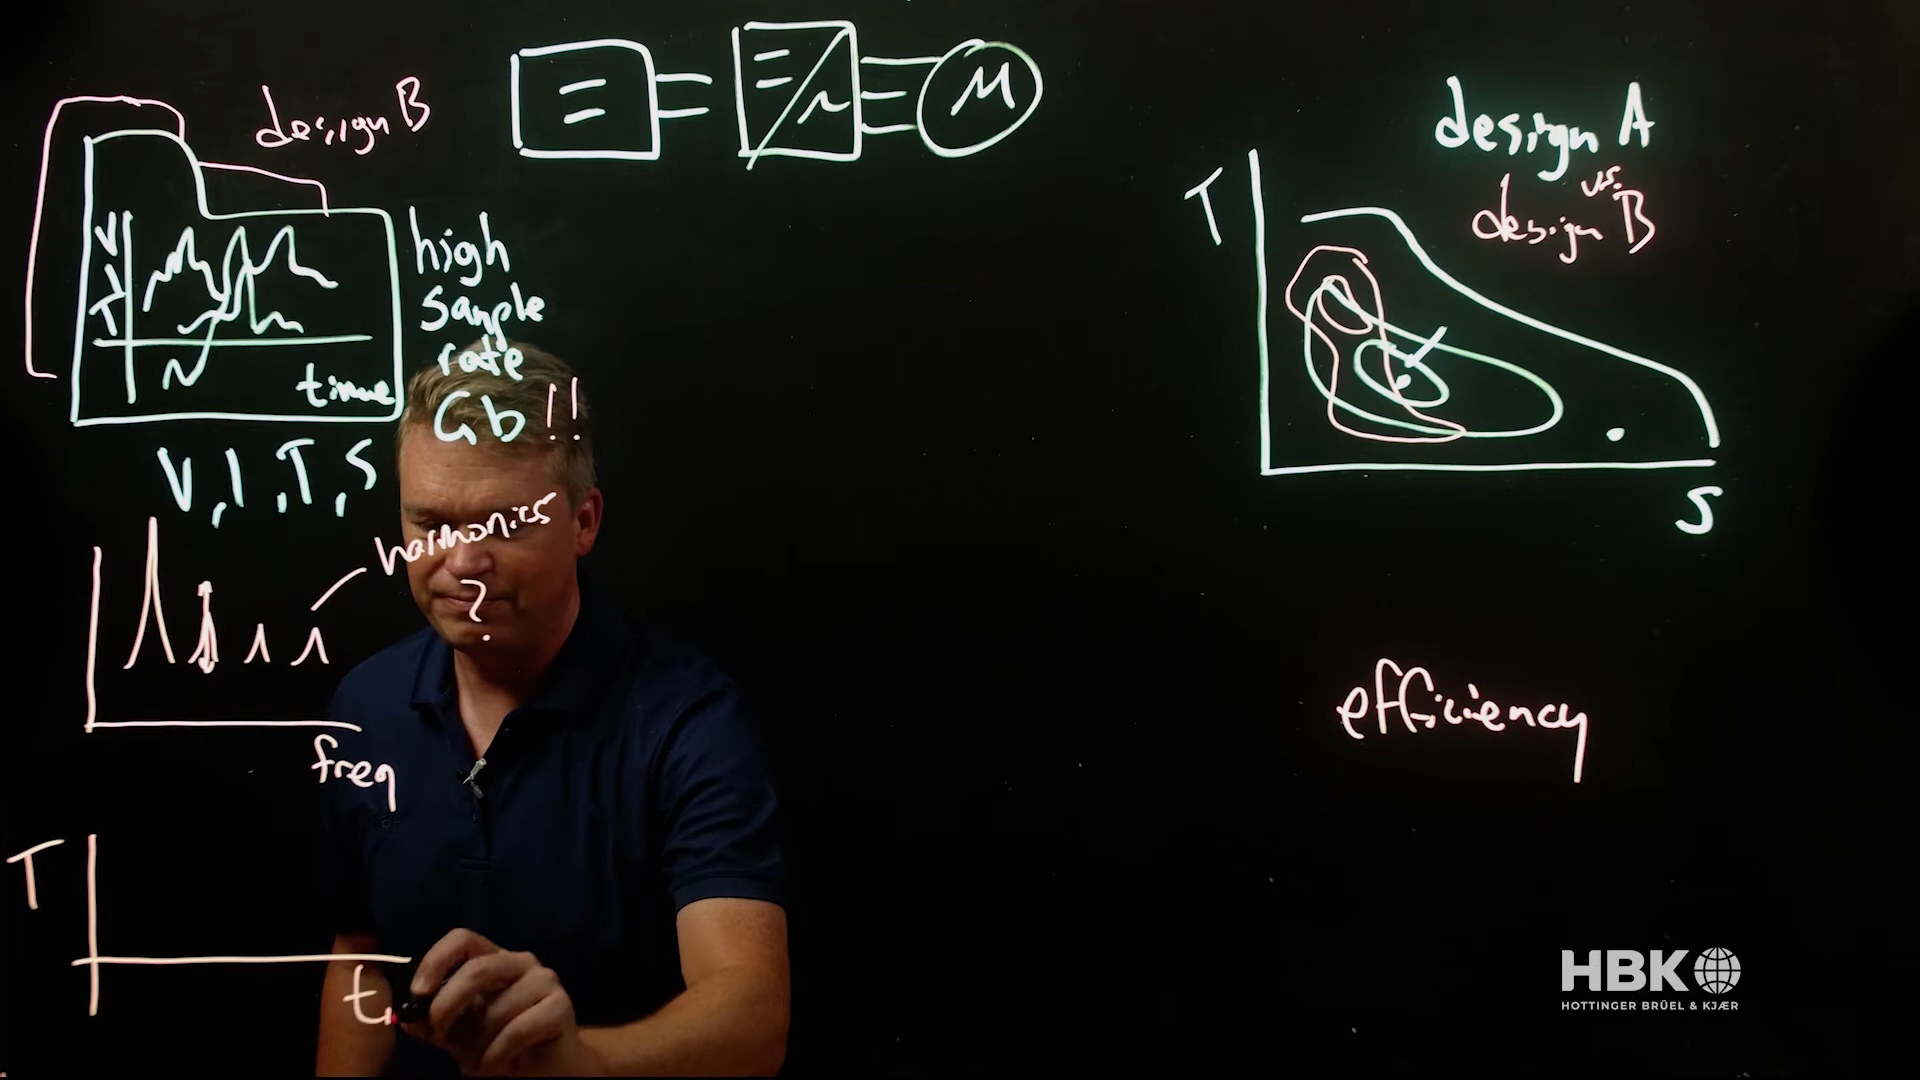 design B
=
=
~
M
design A
vs.
design B
T
S
V
I
T
time
high
sample
rate
Gb !!
V, I, T, S
harmonics
?
freq
efficiency
T
t
HBK
HOTTINGER BRÜEL & KJÆR